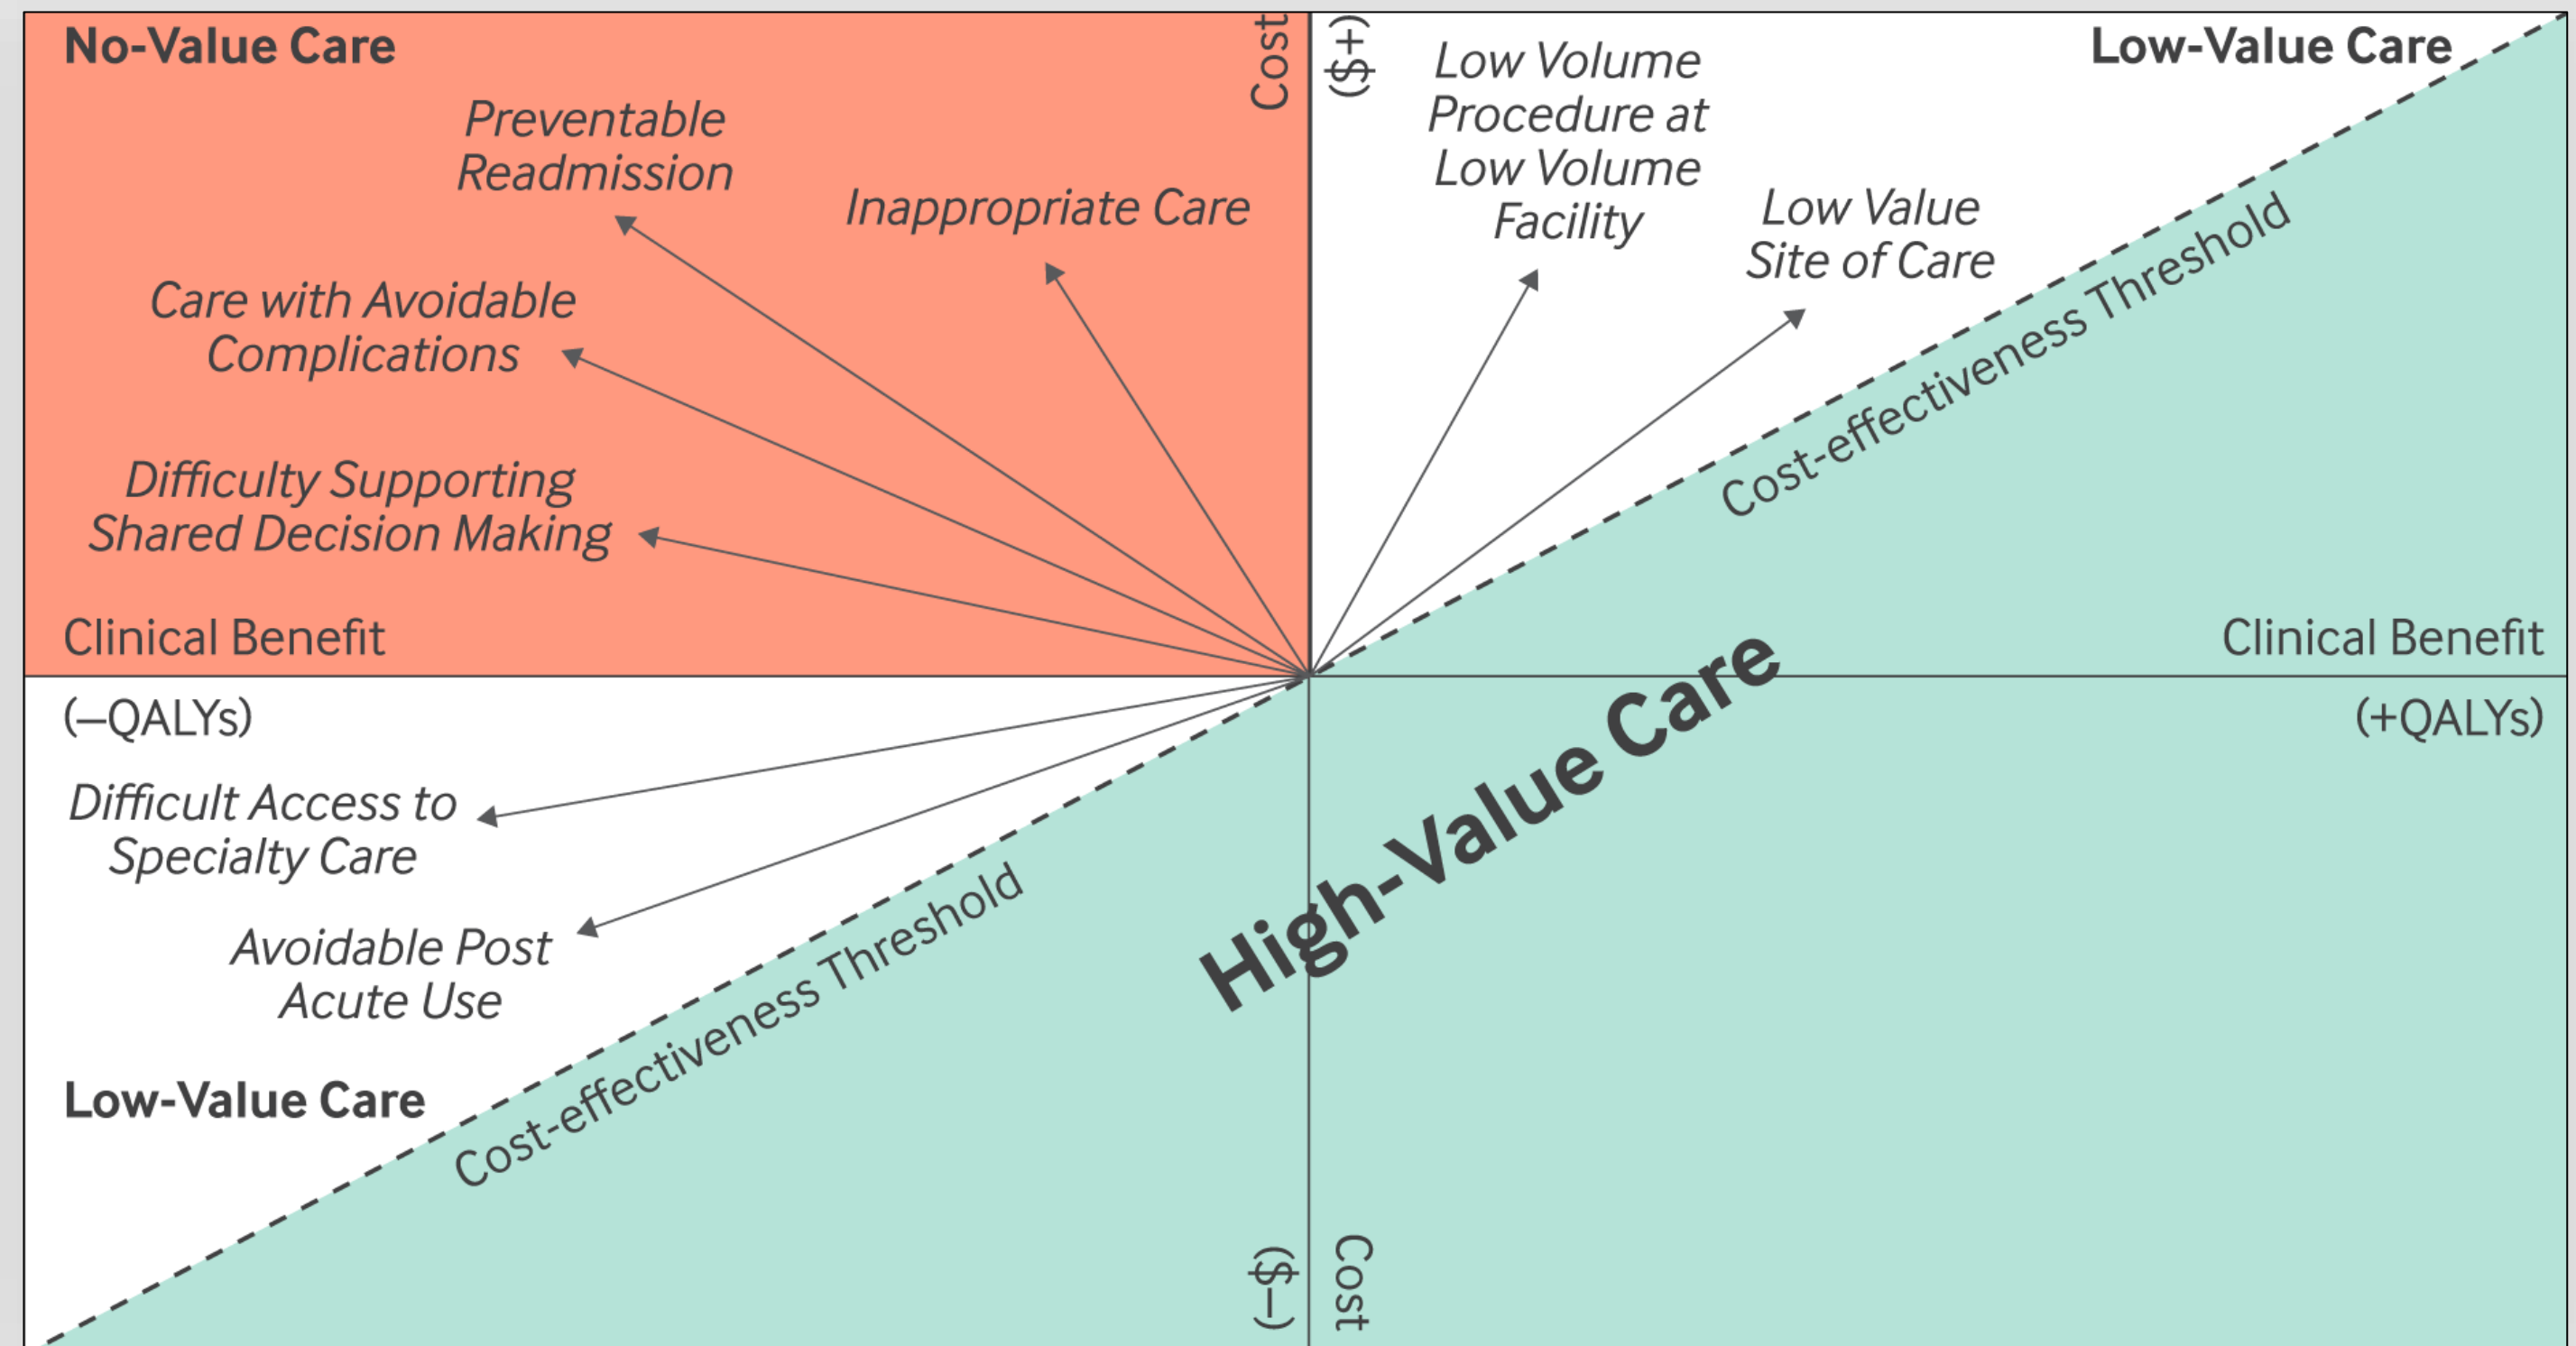 No-Value Care
Cost
($+)
Low-Value Care
Preventable
Readmission
Inappropriate Care
Care with Avoidable
Complications
Difficulty Supporting
Shared Decision Making
Clinical Benefit
Low Volume
Procedure at
Low Volume
Facility
Low Value
Site of Care
Cost-effectiveness Threshold
Clinical Benefit
(–QALYs)
(+QALYs)
High-Value Care
Difficult Access to
Specialty Care
Avoidable Post
Acute Use
Low-Value Care
Cost-effectiveness Threshold
($–)
Cost